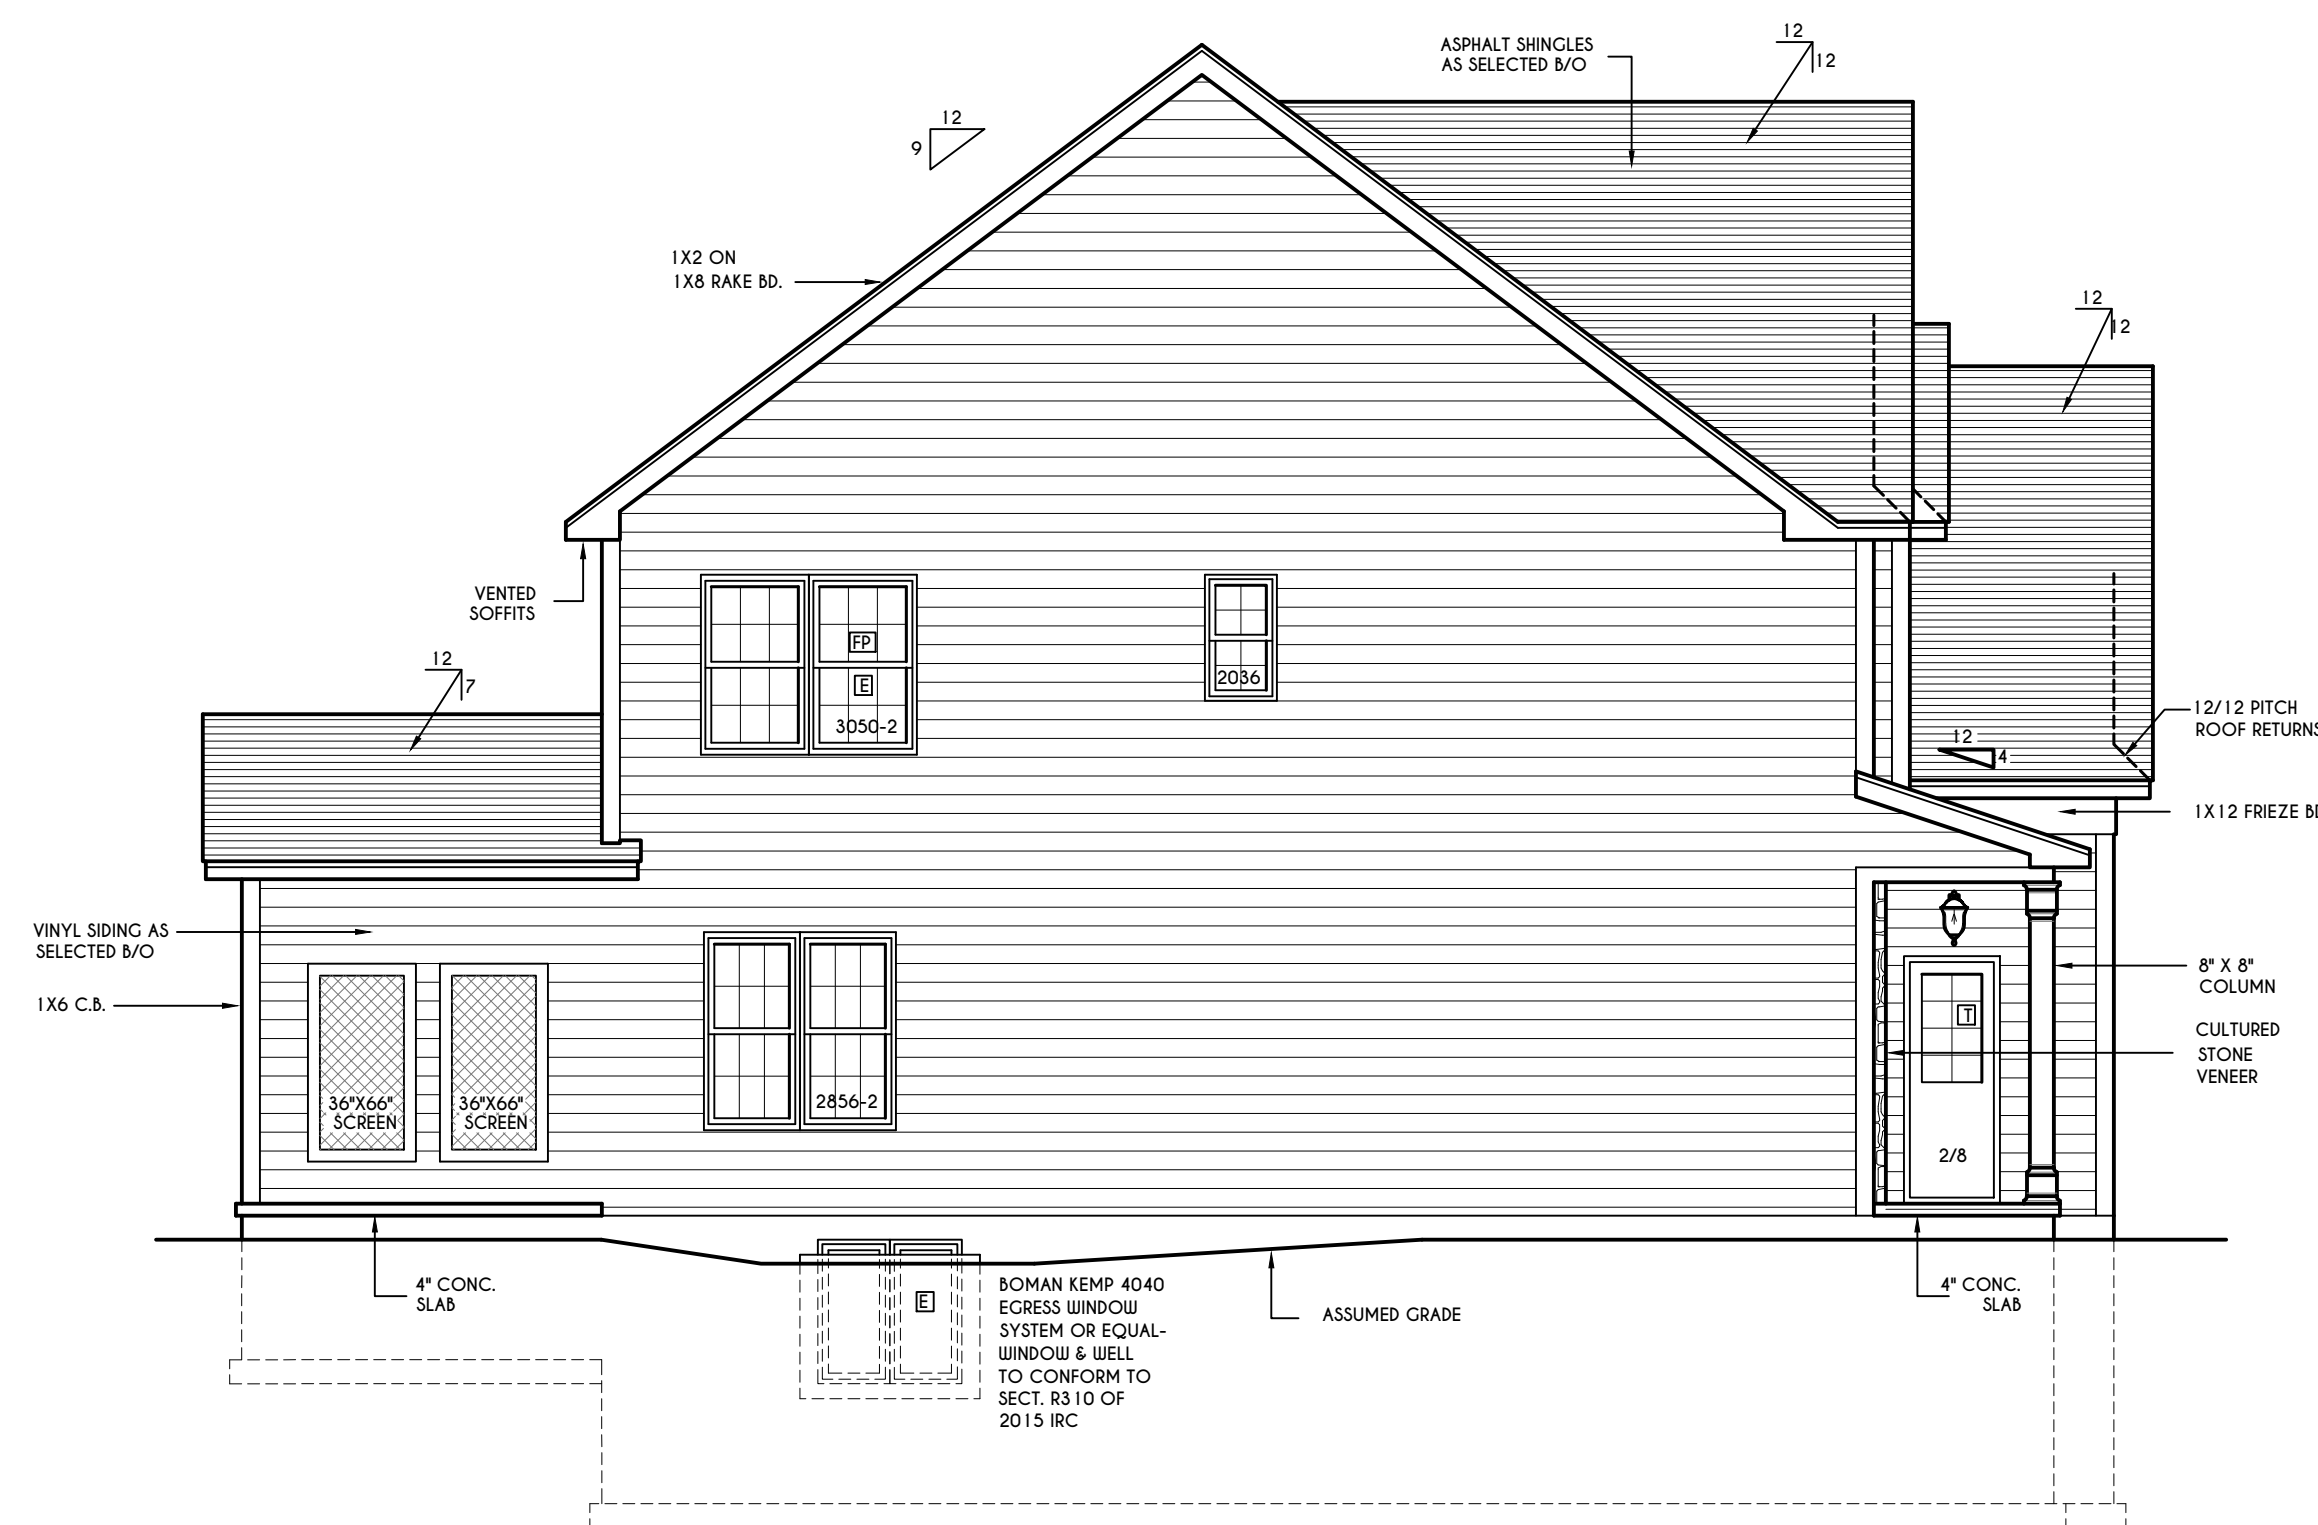 12
12
ASPHALT SHINGLES
AS SELECTED B/O
12
9
1X2 ON
1X8 RAKE BD.
12
12
VENTED
SOFFITS
FP
E
3050-2
2036
12
7
12/12 PITCH
ROOF RETURNS
12
4
1X12 FRIEZE
VINYL SIDING AS
SELECTED B/O
1X6 C.B.
36"X66"
SCREEN
36"X66"
SCREEN
2856-2
T
2/8
8" X 8"
COLUMN
CULTURED
STONE
VENEER
4" CONC.
SLAB
E
BOMAN KEMP 4040
EGRESS WINDOW
SYSTEM OR EQUAL-
WINDOW & WELL
TO CONFORM TO
SECT. R310 OF
2015 IRC
ASSUMED GRADE
4" CONC.
SLAB